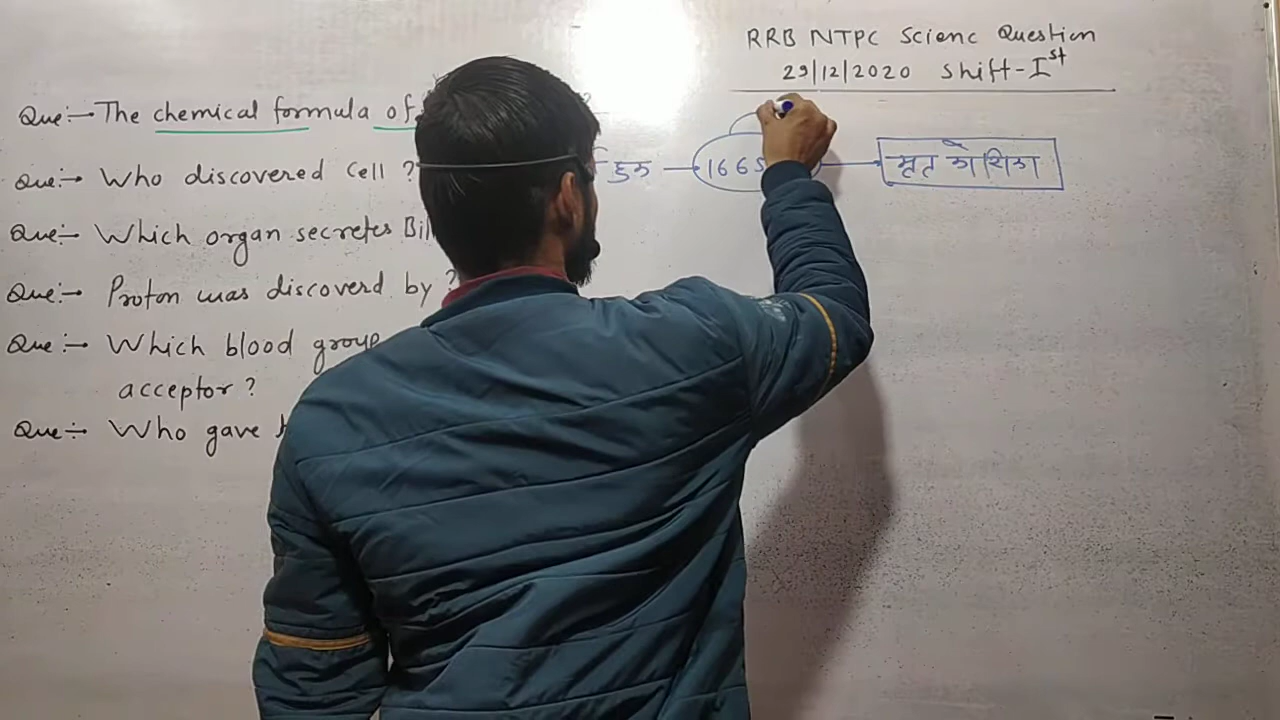 RRB NTPC Scienc Question
29/12/2020 Shift-Ist
Que:- The chemical formula of
Que:- Who discovered Cell ?
हुक → 1665 → मृत कोशिका
Que:- Which organ secretes Bil
Que:- Proton was discoverd by ?
Que:- Which blood group
acceptor ?
Que:- Who gave